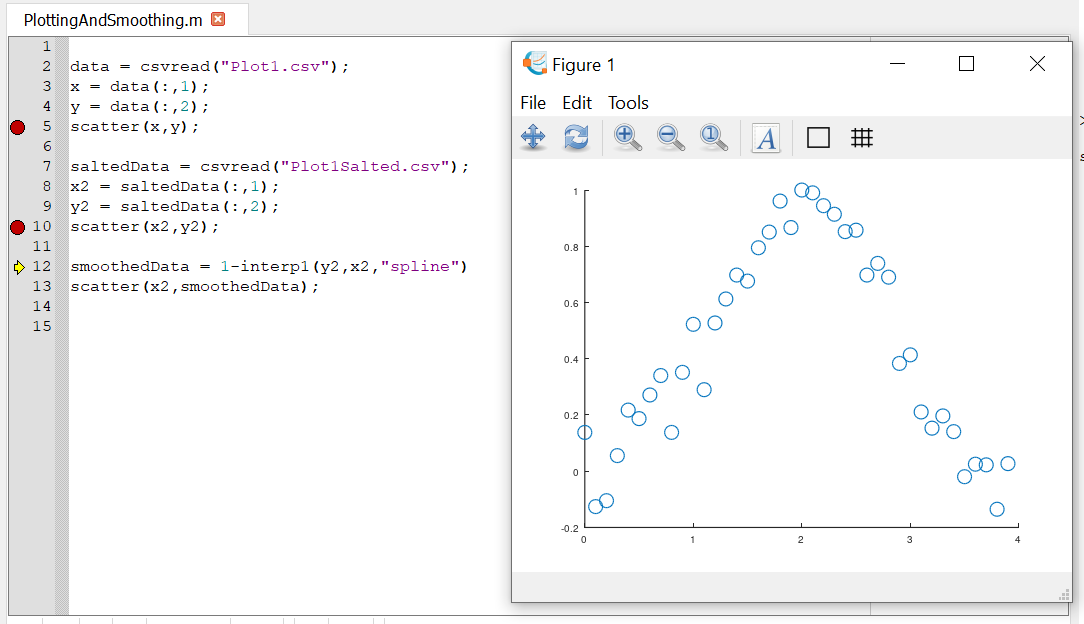 PlottingAndSmoothing.m
1
2 data = csvread("Plot1.csv");
3 x = data(:,1);
4 y = data(:,2);
5 scatter(x,y);
6
7 saltedData = csvread("Plot1Salted.csv");
8 x2 = saltedData(:,1);
9 y2 = saltedData(:,2);
10 scatter(x2,y2);
11
12 smoothedData = 1-interp1(y2,x2,"spline")
13 scatter(x2,smoothedData);
14
15
Figure 1
File Edit Tools
1 A
1
0.8
0.6
0.4
0.2
0
-0.2
0 1 2 3 4